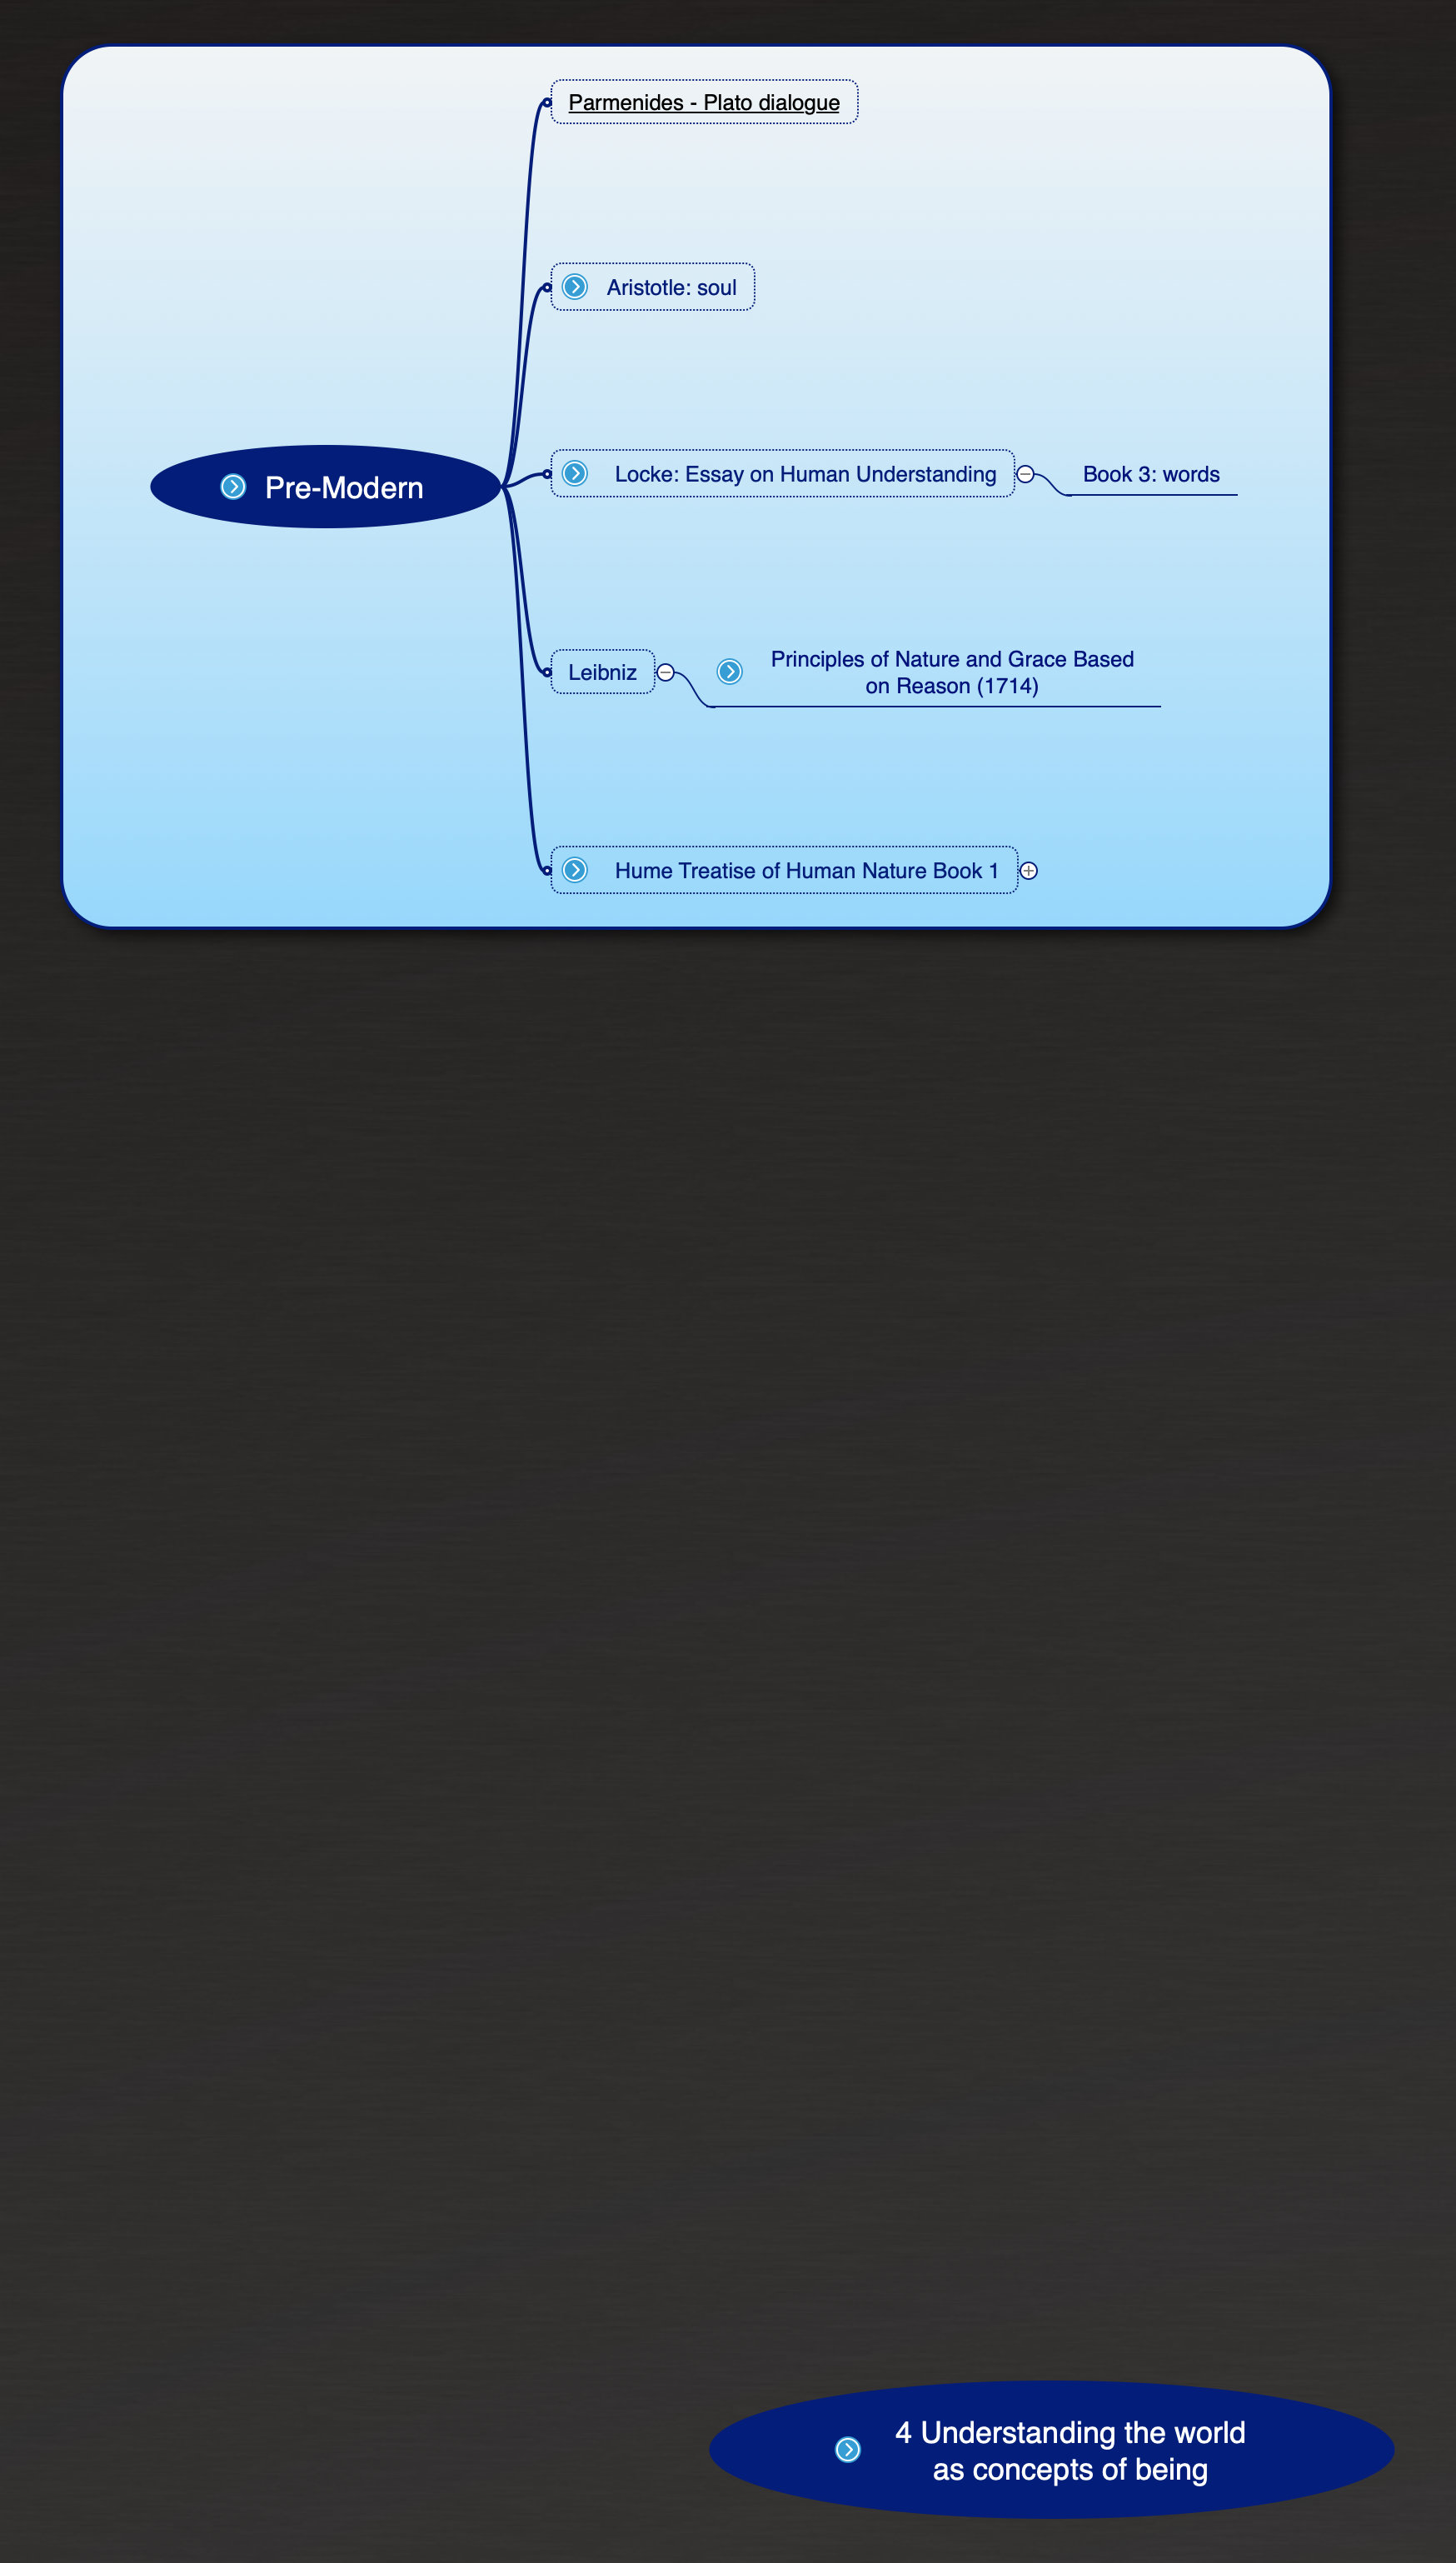 Parmenides - Plato dialogue
Aristotle: soul
Pre-Modern
Locke: Essay on Human Understanding
Book 3: words
Leibniz
Principles of Nature and Grace Based
on Reason (1714)
Hume Treatise of Human Nature Book 1
4 Understanding the world
as concepts of being